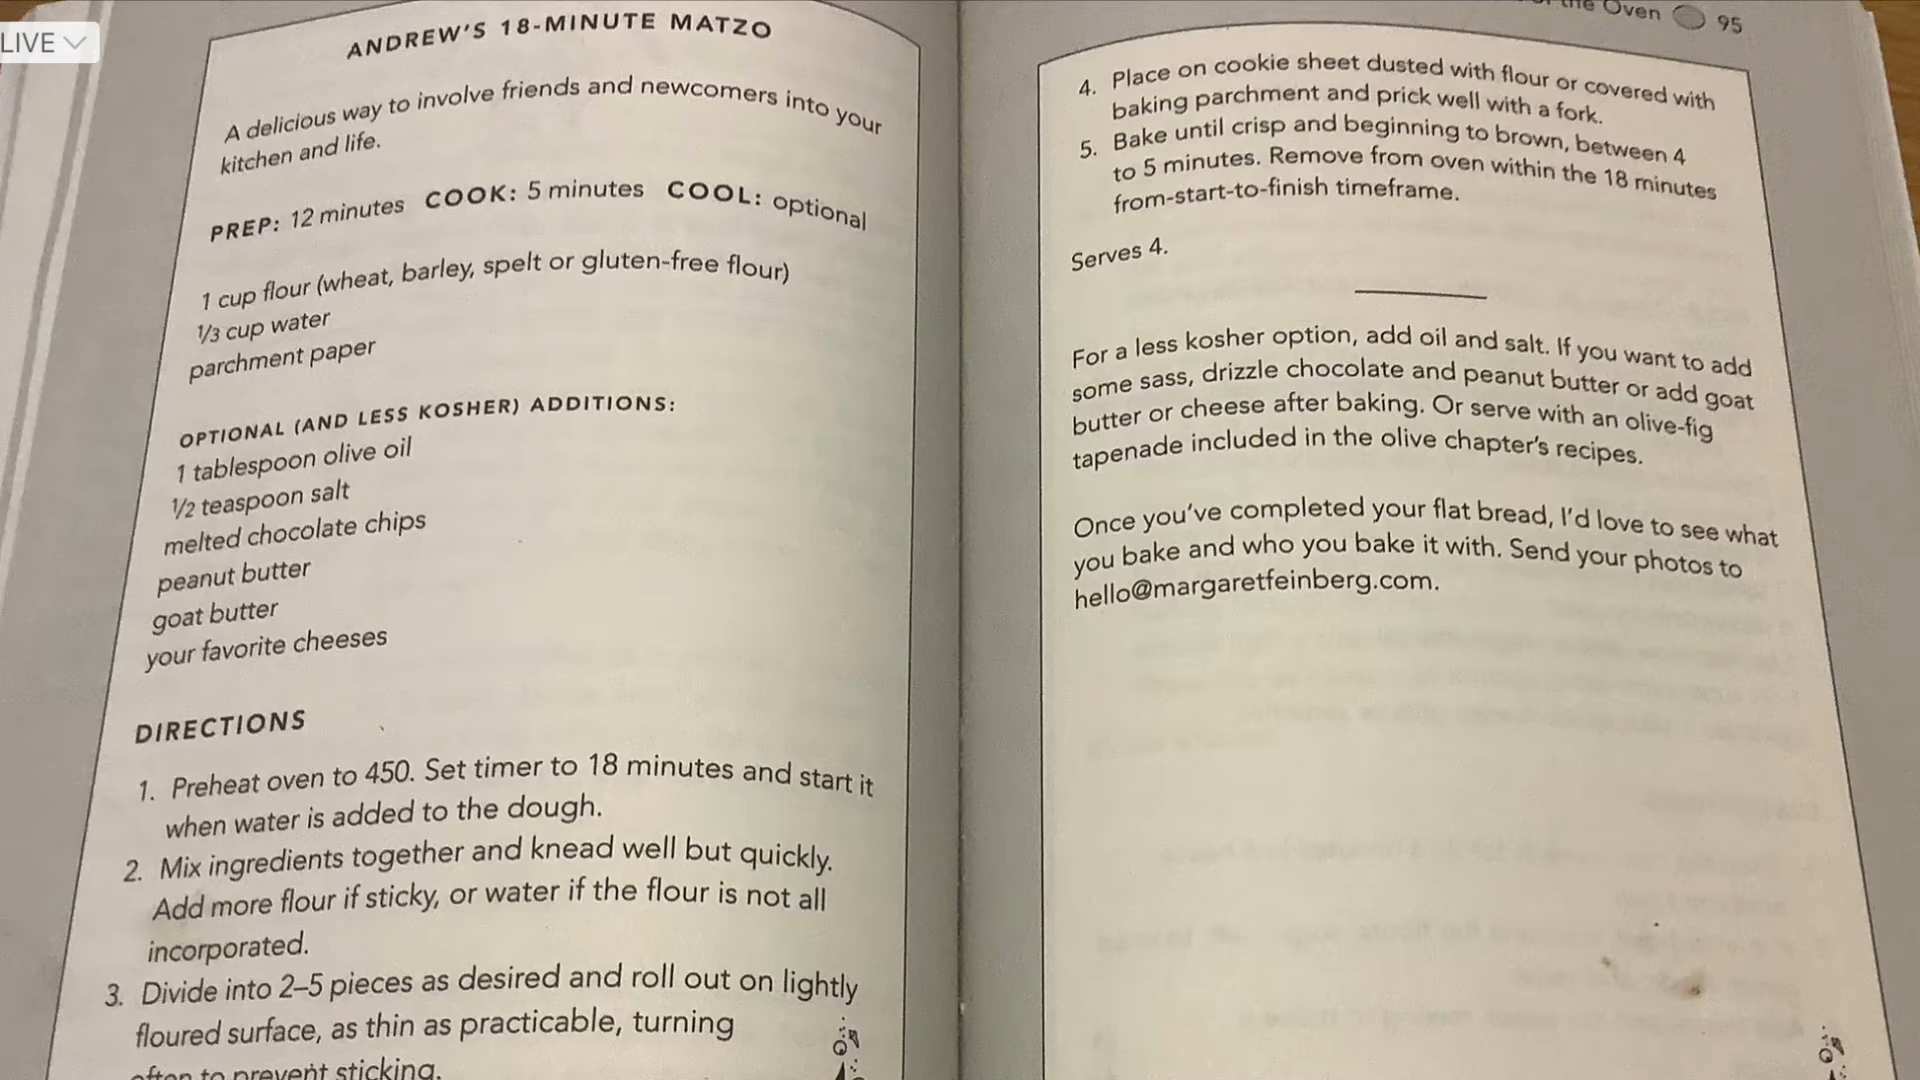 LIVE
ANDREW'S 18-MINUTE MATZO
A delicious way to involve friends and newcomers into your
kitchen and life.
PREP: 12 minutes COOK: 5 minutes COOL: optional
1 cup flour (wheat, barley, spelt or gluten-free flour)
1/3 cup water
parchment paper
OPTIONAL (AND LESS KOSHER) ADDITIONS:
1 tablespoon olive oil
1/2 teaspoon salt
melted chocolate chips
peanut butter
goat butter
your favorite cheeses
DIRECTIONS
1. Preheat oven to 450. Set timer to 18 minutes and start it
when water is added to the dough.
2. Mix ingredients together and knead well but quickly.
Add more flour if sticky, or water if the flour is not all
incorporated.
3. Divide into 2–5 pieces as desired and roll out on lightly
floured surface, as thin as practicable, turning
often to prevent sticking.
the Oven 95
4. Place on cookie sheet dusted with flour or covered with
baking parchment and prick well with a fork.
5. Bake until crisp and beginning to brown, between 4
to 5 minutes. Remove from oven within the 18 minutes
from-start-to-finish timeframe.
Serves 4.
For a less kosher option, add oil and salt. If you want to add
some sass, drizzle chocolate and peanut butter or add goat
butter or cheese after baking. Or serve with an olive-fig
tapenade included in the olive chapter's recipes.
Once you've completed your flat bread, I'd love to see what
you bake and who you bake it with. Send your photos to
hello@margaretfeinberg.com.